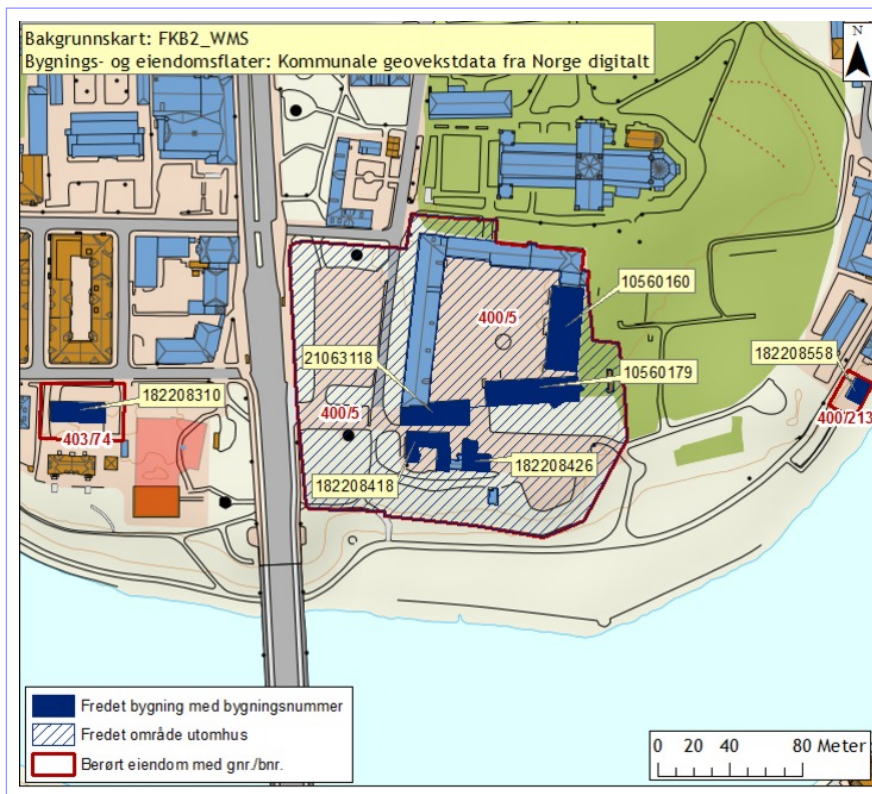 Bakgrunnskart: FKB2_WMS
Bygnings- og eiendomsflater: Kommunale geovekstdata fra Norge digitalt
N
10560160
400/5
21063118
182208558
10560179
182208310
400/5
400/213
403/74
182208426
182208418
Fredet bygning med bygningsnummer
Fredet område utomhus
Berørt eiendom med gnr./bnr.
0 20 40 80 Meter